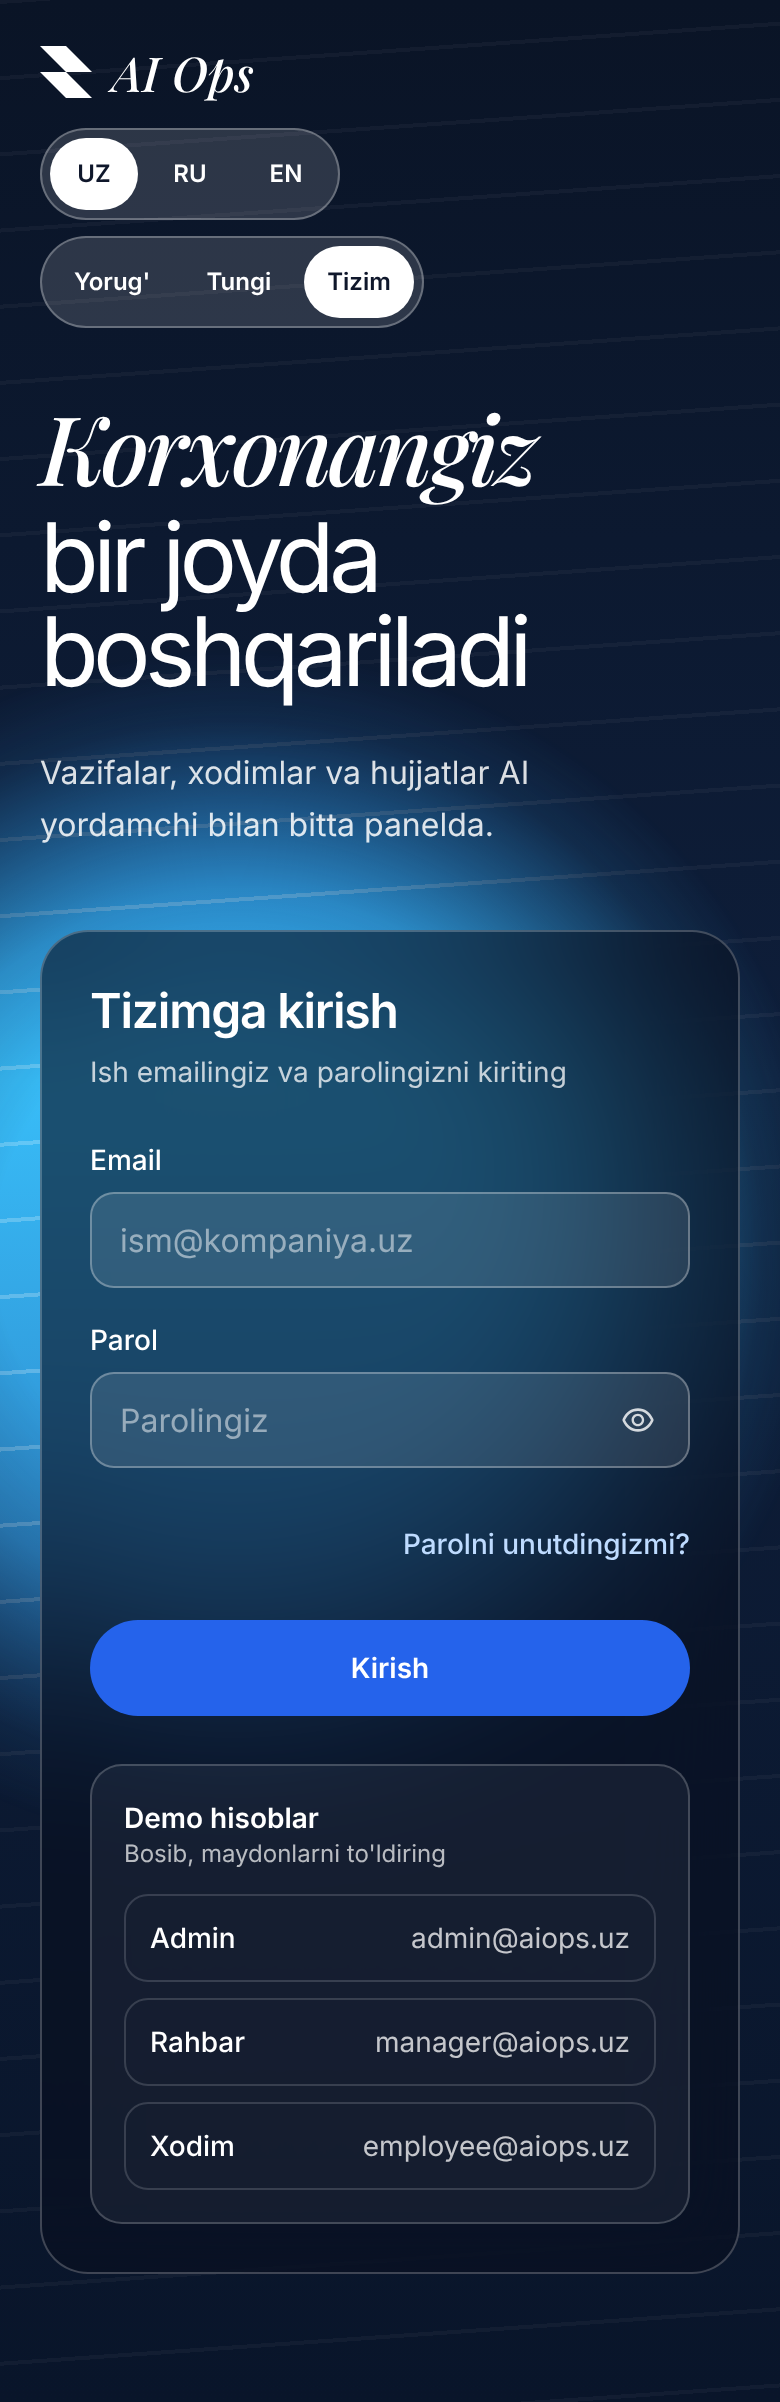 AI Ops
UZ RU EN
Yorug' Tungi Tizim
Korxonangiz
bir joyda
boshqariladi
Vazifalar, xodimlar va hujjatlar AI
yordamchi bilan bitta panelda.
Tizimga kirish
Ish emailingiz va parolingizni kiriting
Email
ism@kompaniya.uz
Parol
Parolingiz
Parolni unutdingizmi?
Kirish
Demo hisoblar
Bosib, maydonlarni to'ldiring
Admin admin@aiops.uz
Rahbar manager@aiops.uz
Xodim employee@aiops.uz